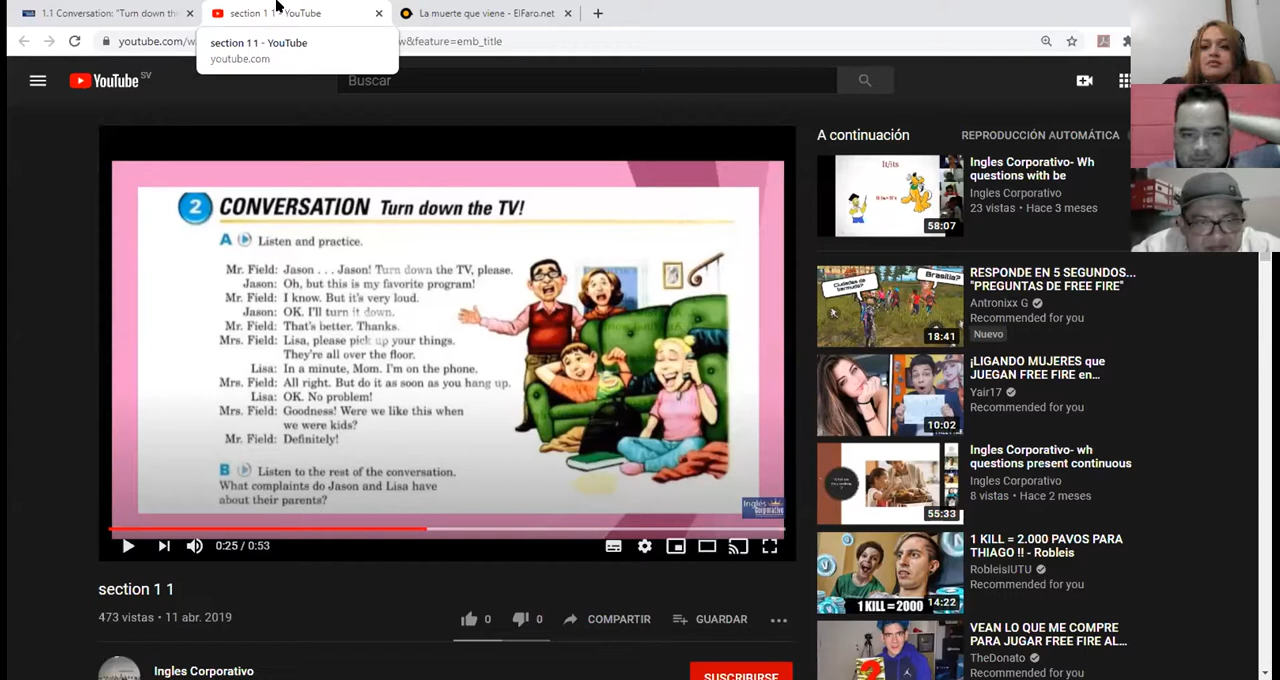 1.1 Conversation: "Turn down th
section 1 1 - YouTube
La muerte que viene - ElFaro.net
youtube.com/w
w&feature=emb_title
section 1 1 - YouTube
youtube.com
YouTube SV
Buscar
2 CONVERSATION Turn down the TV!
A Listen and practice.
Mr. Field: Jason . . . Jason! Turn down the TV, please.
Jason: Oh, but this is my favorite program!
Mr. Field: I know. But it's very loud.
Jason: OK. I'll turn it down.
Mr. Field: That's better. Thanks.
Mrs. Field: Lisa, please pick up your things.
They're all over the floor.
Lisa: In a minute, Mom. I'm on the phone.
Mrs. Field: All right. But do it as soon as you hang up.
Lisa: OK. No problem!
Mrs. Field: Goodness! Were we like this when
we were kids?
Mr. Field: Definitely!
B Listen to the rest of the conversation.
What complaints do Jason and Lisa have
about their parents?
Inglés
Corporativo
0:25 / 0:53
section 1 1
473 vistas • 11 abr. 2019
0
0
COMPARTIR
GUARDAR
Ingles Corporativo
SUSCRIBIRSE
A continuación
REPRODUCCIÓN AUTOMÁTICA
It/its
58:07
Ingles Corporativo- Wh
questions with be
Ingles Corporativo
23 vistas • Hace 3 meses
Brasilia?
18:41
RESPONDE EN 5 SEGUNDOS...
"PREGUNTAS DE FREE FIRE"
Antronixx G
Recommended for you
Nuevo
10:02
¡LIGANDO MUJERES que
JUEGAN FREE FIRE en...
Yair17
Recommended for you
55:33
Ingles Corporativo- wh
questions present continuous
Ingles Corporativo
8 vistas • Hace 2 meses
1 KILL = 2000
14:22
1 KILL = 2.000 PAVOS PARA
THIAGO !! - Robleis
RobleisIUTU
Recommended for you
VEAN LO QUE ME COMPRE
PARA JUGAR FREE FIRE AL...
TheDonato
Recommended for you